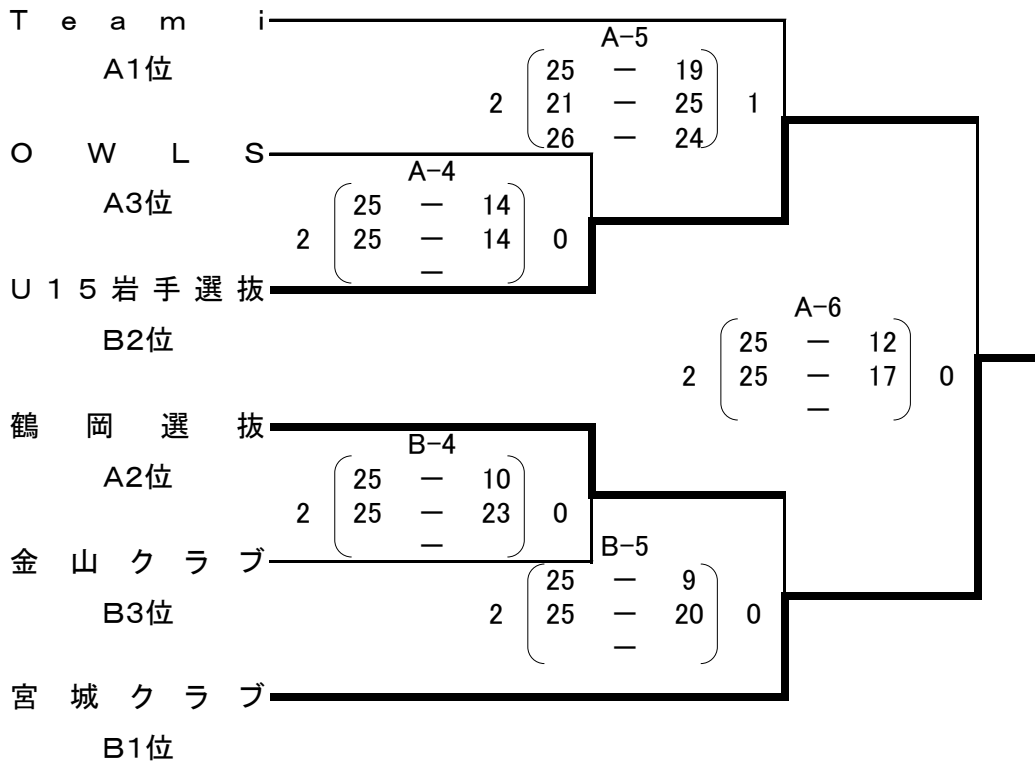 Ｔｅａｍ ｉ
A1位
A-5
25 － 19
2 21 － 25 1
26 － 24
ＯＷＬＳ
A3位
A-4
25 － 14
2 25 － 14 0
－
Ｕ１５岩手選抜
B2位
A-6
25 － 12
2 25 － 17 0
－
鶴岡選抜
A2位
B-4
25 － 10
2 25 － 23 0
－
金山クラブ
B3位
B-5
25 － 9
2 25 － 20 0
－
宮城クラブ
B1位